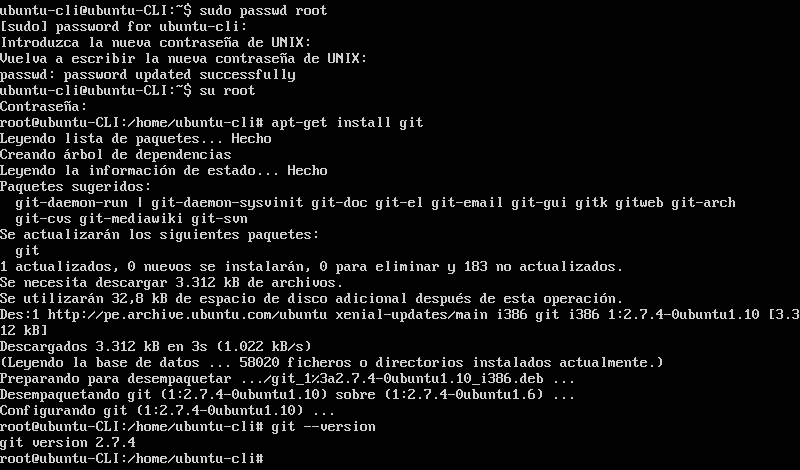 ubuntu-cli@ubuntu-CLI:~$ sudo passwd root
[sudo] password for ubuntu-cli:
Introduzca la nueva contraseña de UNIX:
Vuelva a escribir la nueva contraseña de UNIX:
passwd: password updated successfully
ubuntu-cli@ubuntu-CLI:~$ su root
Contraseña:
root@ubuntu-CLI:/home/ubuntu-cli# apt-get install git
Leyendo lista de paquetes... Hecho
Creando árbol de dependencias
Leyendo la información de estado... Hecho
Paquetes sugeridos:
  git-daemon-run | git-daemon-sysvinit git-doc git-el git-email git-gui gitk gitweb git-arch
  git-cvs git-mediawiki git-svn
Se actualizarán los siguientes paquetes:
  git
1 actualizados, 0 nuevos se instalarán, 0 para eliminar y 183 no actualizados.
Se necesita descargar 3.312 kB de archivos.
Se utilizarán 32,8 kB de espacio de disco adicional después de esta operación.
Des:1 http://pe.archive.ubuntu.com/ubuntu xenial-updates/main i386 git i386 1:2.7.4-0ubuntu1.10 [3.3
12 kB]
Descargados 3.312 kB en 3s (1.022 kB/s)
(Leyendo la base de datos ... 58020 ficheros o directorios instalados actualmente.)
Preparando para desempaquetar .../git_1%3a2.7.4-0ubuntu1.10_i386.deb ...
Desempaquetando git (1:2.7.4-0ubuntu1.10) sobre (1:2.7.4-0ubuntu1.6) ...
Configurando git (1:2.7.4-0ubuntu1.10) ...
root@ubuntu-CLI:/home/ubuntu-cli# git --version
git version 2.7.4
root@ubuntu-CLI:/home/ubuntu-cli#